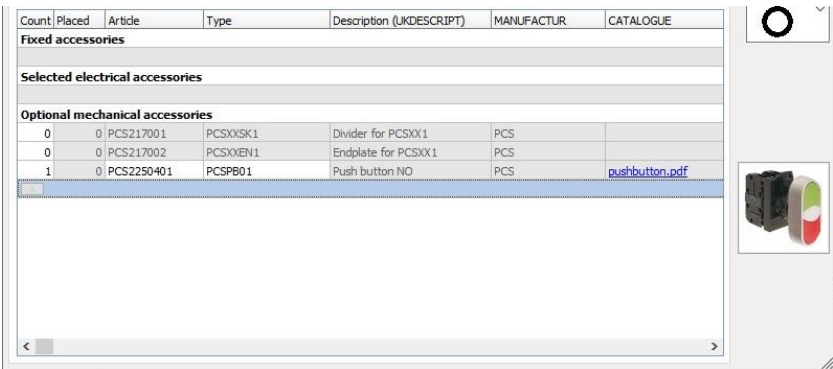 Count Placed Article Type Description (UKDESCRIPT) MANUFACTUR CATALOGUE
Fixed accessories
Selected electrical accessories
Optional mechanical accessories
0 0 PCS217001 PCSXXSK1 Divider for PCSXX1 PCS
0 0 PCS217002 PCSXXEN1 Endplate for PCSXX1 PCS
1 0 PCS2250401 PCSPB01 Push button NO PCS pushbutton.pdf